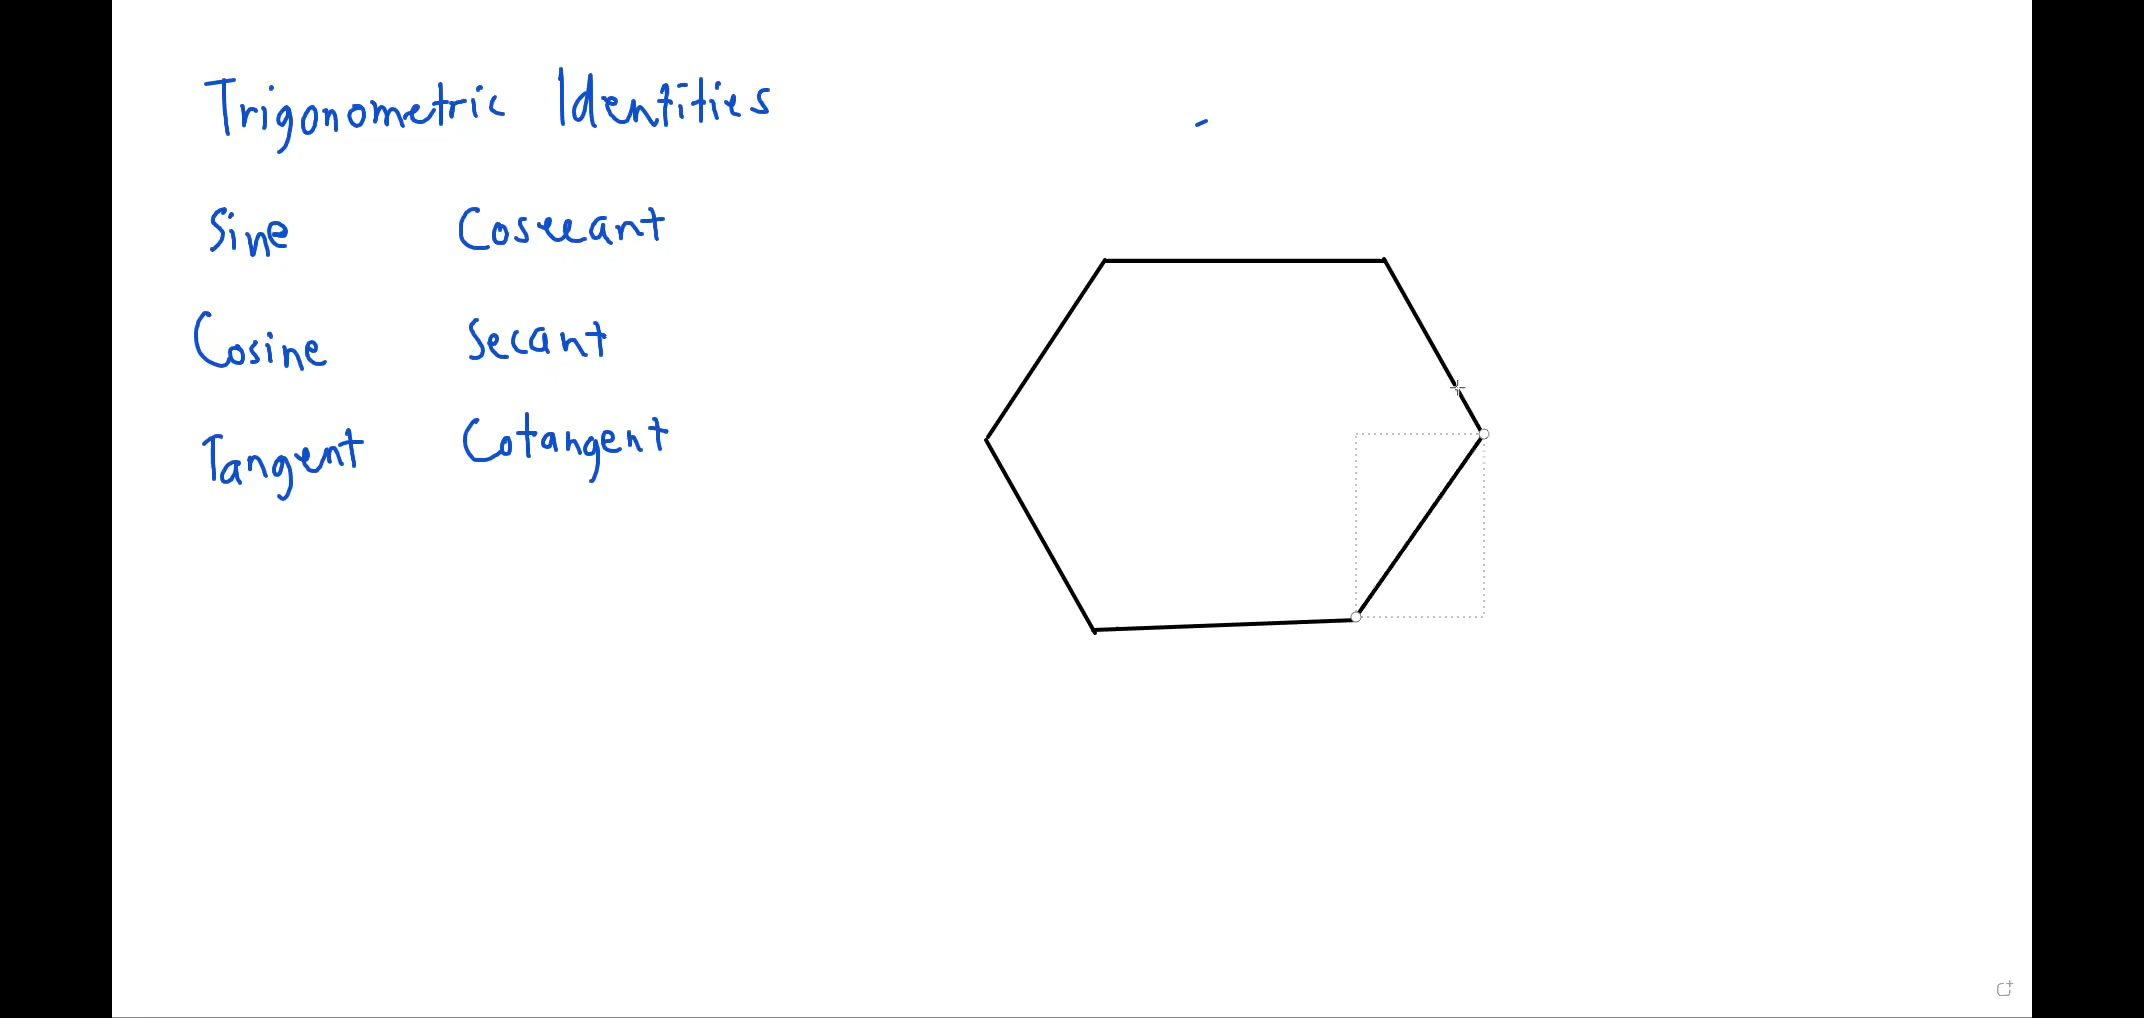 Trigonometric Identities
Sine Cosecant
Cosine Secant
Tangent Cotangent